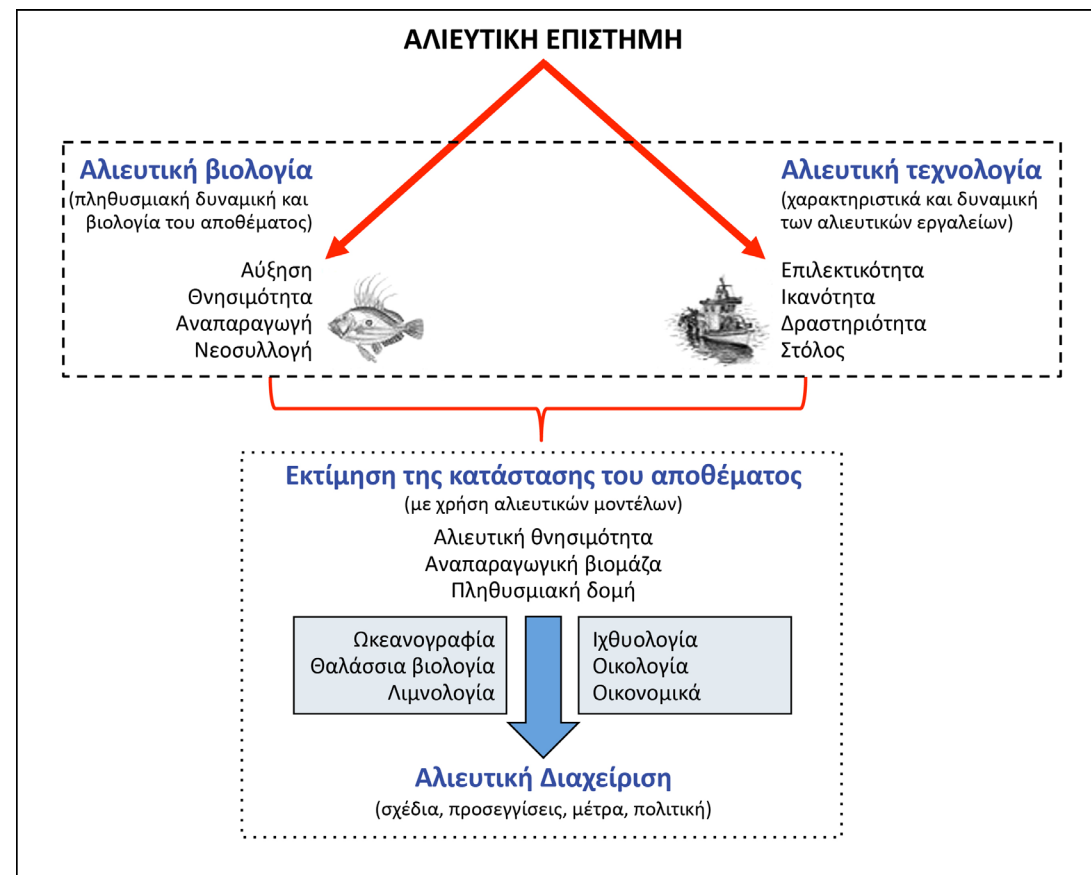 ΑΛΙΕΥΤΙΚΗ ΕΠΙΣΤΗΜΗ
Αλιευτική βιολογία
(πληθυσμιακή δυναμική και
βιολογία του αποθέματος)
Αύξηση
Θνησιμότητα
Αναπαραγωγή
Νεοσυλλογή
Αλιευτική τεχνολογία
(χαρακτηριστικά και δυναμική
των αλιευτικών εργαλείων)
Επιλεκτικότητα
Ικανότητα
Δραστηριότητα
Στόλος
Εκτίμηση της κατάστασης του αποθέματος
(με χρήση αλιευτικών μοντέλων)
Αλιευτική θνησιμότητα
Αναπαραγωγική βιομάζα
Πληθυσμιακή δομή
Ωκεανογραφία
Θαλάσσια βιολογία
Λιμνολογία
Ιχθυολογία
Οικολογία
Οικονομικά
Αλιευτική Διαχείριση
(σχέδια, προσεγγίσεις, μέτρα, πολιτική)